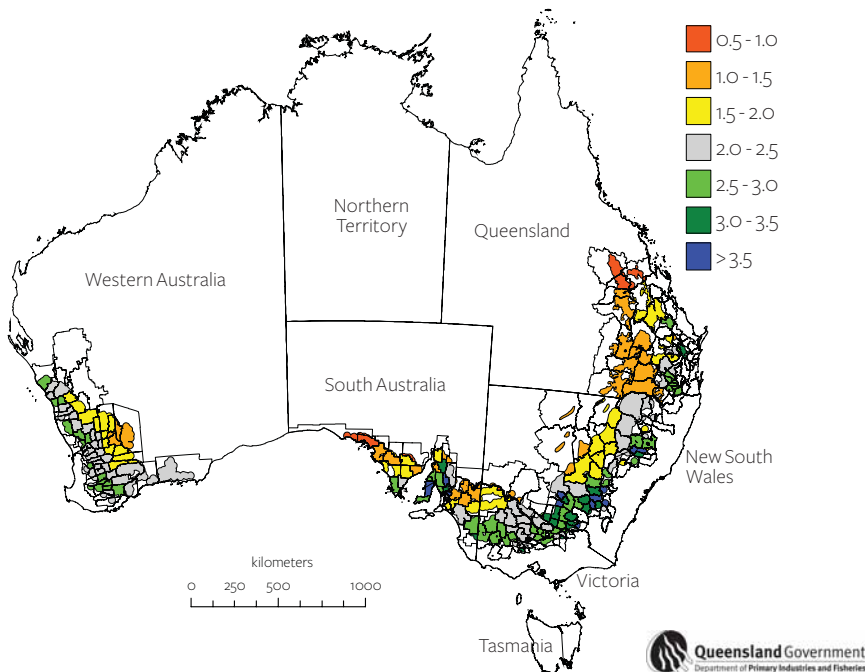 0.5 - 1.0
1.0 - 1.5
1.5 - 2.0
2.0 - 2.5
2.5 - 3.0
3.0 - 3.5
> 3.5
Northern
Territory
Queensland
Western Australia
South Australia
New South
Wales
kilometers
0 250 500 1000
Victoria
Tasmania
Queensland Government
Department of Primary Industries and Fisheries